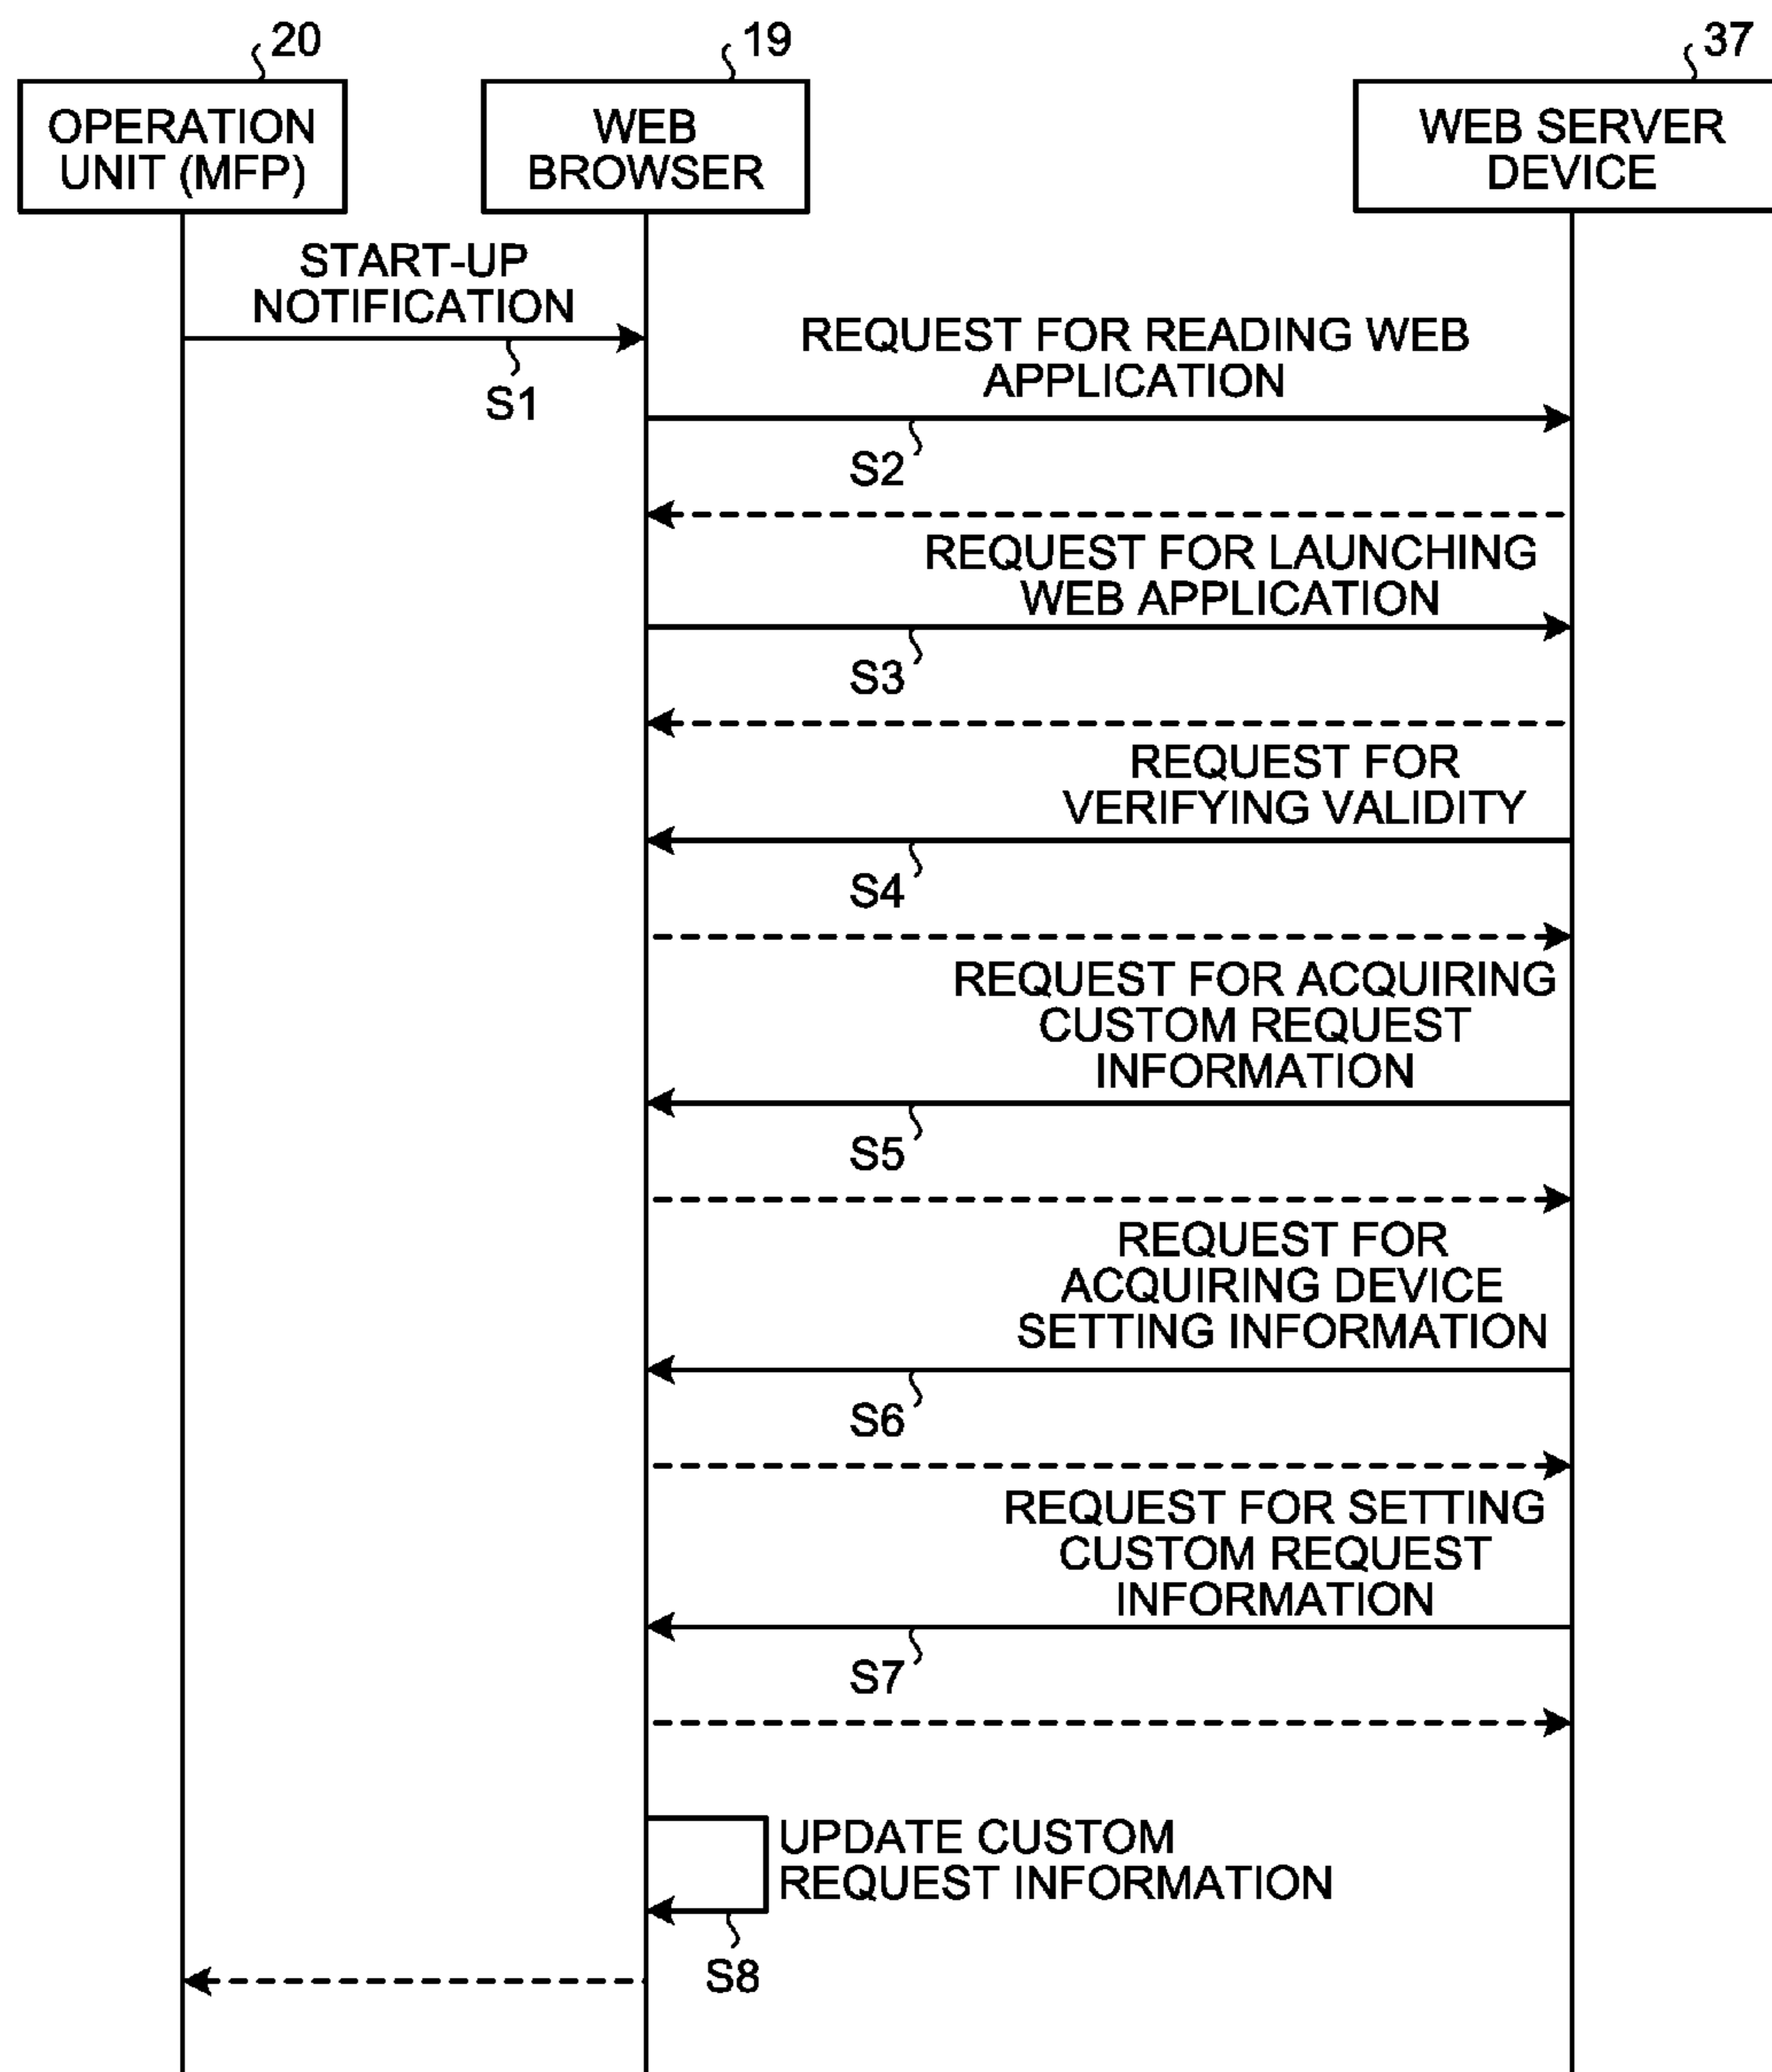 20
19
37
OPERATION
UNIT (MFP)
WEB
BROWSER
WEB SERVER
DEVICE
START-UP
NOTIFICATION
S1
REQUEST FOR READING WEB
APPLICATION
S2
REQUEST FOR LAUNCHING
WEB APPLICATION
S3
REQUEST FOR
VERIFYING VALIDITY
S4
REQUEST FOR ACQUIRING
CUSTOM REQUEST
INFORMATION
S5
REQUEST FOR
ACQUIRING DEVICE
SETTING INFORMATION
S6
REQUEST FOR SETTING
CUSTOM REQUEST
INFORMATION
S7
UPDATE CUSTOM
REQUEST INFORMATION
S8